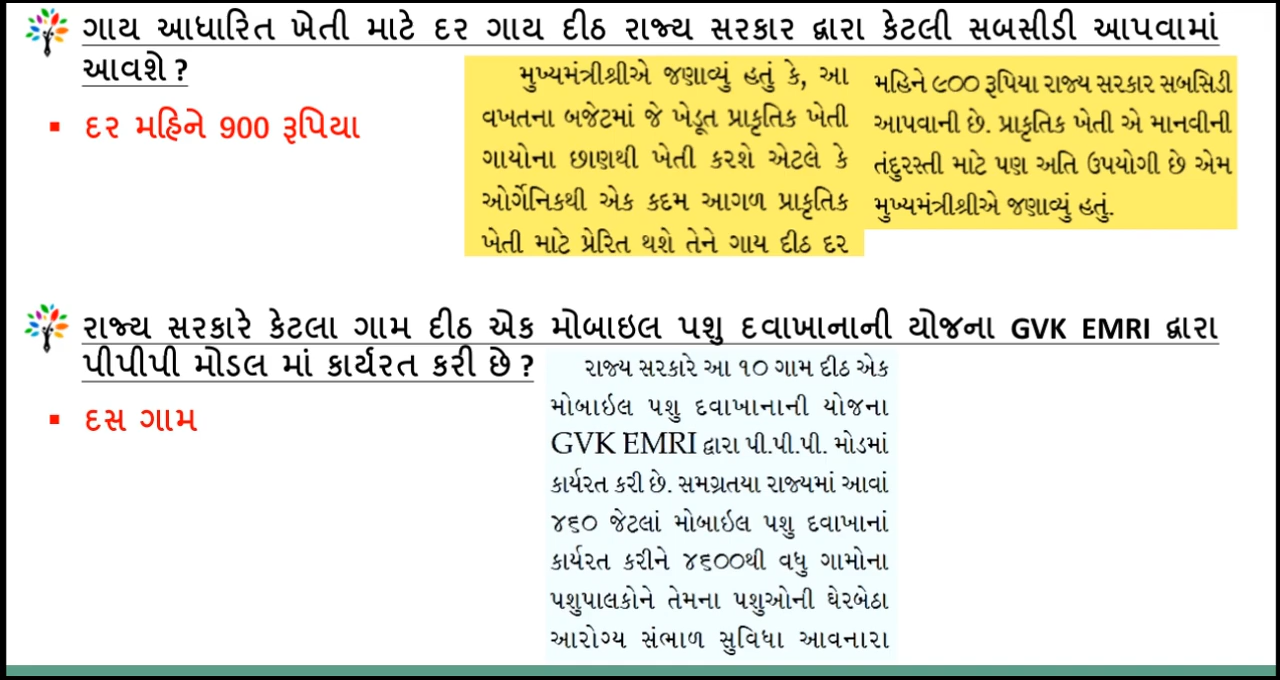 ગાય આધારિત ખેતી માટે દર ગાય દીઠ રાજ્ય સરકાર દ્વારા કેટલી સબસીડી આપવામાં
આવશે ?
▪ દર મહિને 900 રૂપિયા
મુખ્યમંત્રીશ્રીએ જણાવ્યું હતું કે, આ
વખતના બજેટમાં જે ખેડૂત પ્રાકૃતિક ખેતી
ગાયોના છાણથી ખેતી કરશે એટલે કે
ઓર્ગેનિકથી એક કદમ આગળ પ્રાકૃતિક
ખેતી માટે પ્રેરિત થશે તેને ગાય દીઠ દર
મહિને ૯૦૦ રૂપિયા રાજ્ય સરકાર સબસિડી
આપવાની છે. પ્રાકૃતિક ખેતી એ માનવીની
તંદુરસ્તી માટે પણ અતિ ઉપયોગી છે એમ
મુખ્યમંત્રીશ્રીએ જણાવ્યું હતું.
રાજ્ય સરકારે કેટલા ગામ દીઠ એક મોબાઇલ પશુ દવાખાનાની યોજના GVK EMRI દ્વારા
પીપીપી મોડલ માં કાર્યરત કરી છે ?
▪ દસ ગામ
રાજ્ય સરકારે આ ૧૦ ગામ દીઠ એક
મોબાઇલ પશુ દવાખાનાની યોજના
GVK EMRI દ્વારા પી.પી.પી. મોડમાં
કાર્યરત કરી છે. સમગ્રતયા રાજ્યમાં આવાં
૪૬૦ જેટલાં મોબાઇલ પશુ દવાખાનાં
કાર્યરત કરીને ૪૬૦૦થી વધુ ગામોના
પશુપાલકોને તેમના પશુઓની ઘેરબેઠા
આરોગ્ય સંભાળ સુવિધા આવનારા